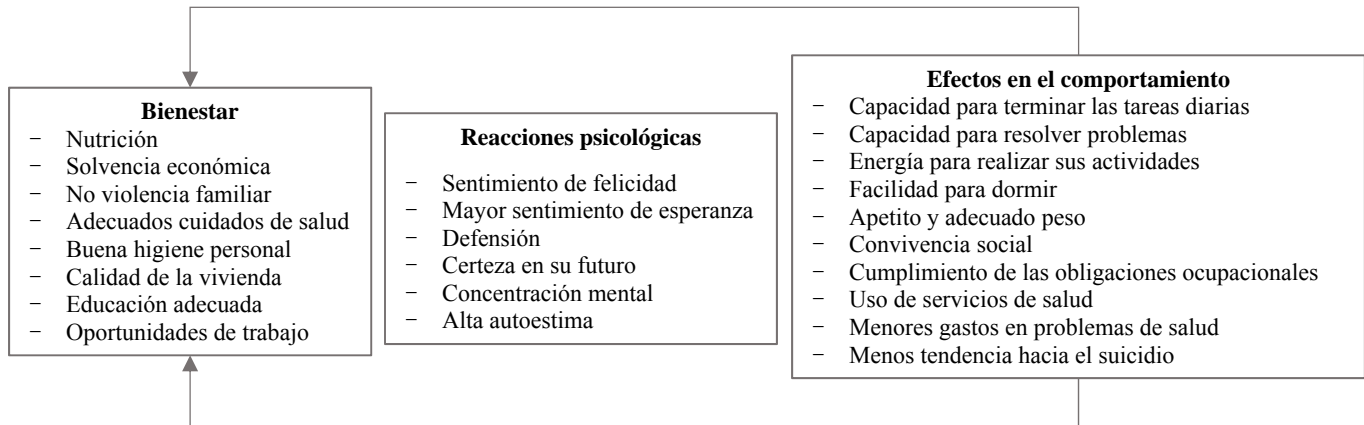 Bienestar
− Nutrición
− Solvencia económica
− No violencia familiar
− Adecuados cuidados de salud
− Buena higiene personal
− Calidad de la vivienda
− Educación adecuada
− Oportunidades de trabajo
Reacciones psicológicas
− Sentimiento de felicidad
− Mayor sentimiento de esperanza
− Defensión
− Certeza en su futuro
− Concentración mental
− Alta autoestima
Efectos en el comportamiento
− Capacidad para terminar las tareas diarias
− Capacidad para resolver problemas
− Energía para realizar sus actividades
− Facilidad para dormir
− Apetito y adecuado peso
− Convivencia social
− Cumplimiento de las obligaciones ocupacionales
− Uso de servicios de salud
− Menores gastos en problemas de salud
− Menos tendencia hacia el suicidio